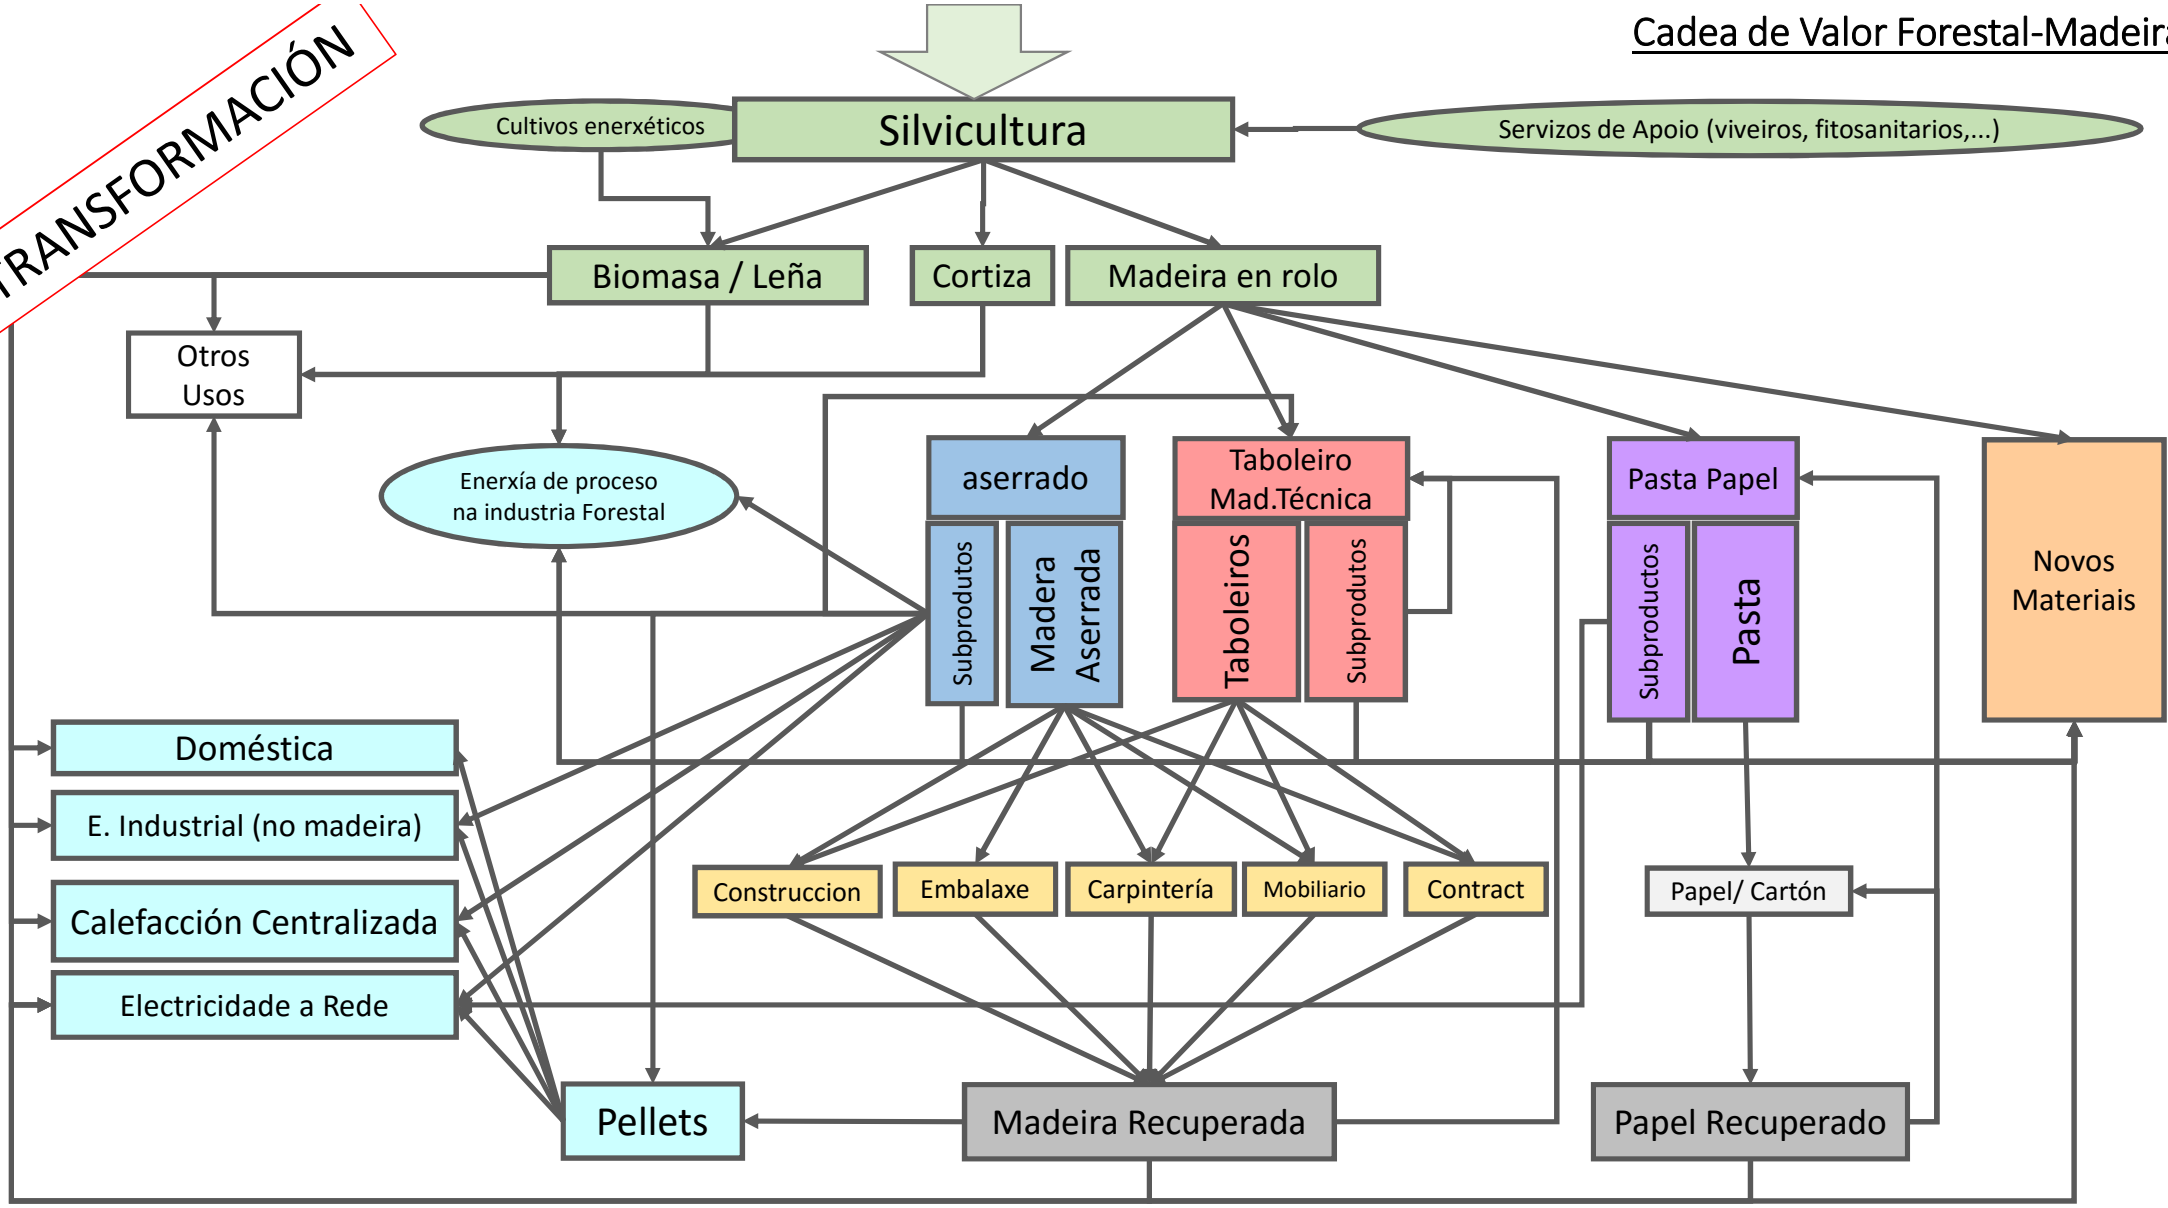 Cadea de Valor Forestal-Madeira
TRANSFORMACIÓN
Cultivos enerxéticos
Silvicultura
Servizos de Apoio (viveiros, fitosanitarios,...)
Biomasa / Leña
Cortiza
Madeira en rolo
Otros
Usos
Enerxía de proceso
na industria Forestal
aserrado
Taboleiro
Mad.Técnica
Pasta Papel
Novos
Materiais
Subprodutos
Madera
Aserrada
Taboleiros
Subprodutos
Subproductos
Pasta
Doméstica
E. Industrial (no madeira)
Calefacción Centralizada
Electricidade a Rede
Construccion
Embalaxe
Carpintería
Mobiliario
Contract
Papel/ Cartón
Pellets
Madeira Recuperada
Papel Recuperado